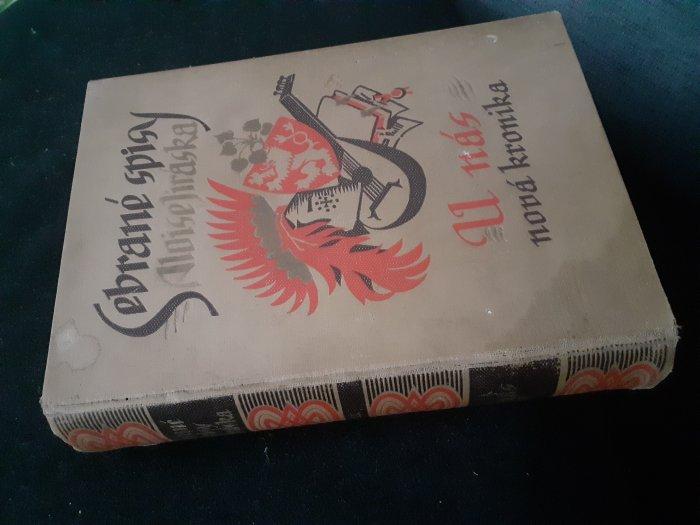 Sebrané spisy
Aloise Jiráska
U nás
nová kronika